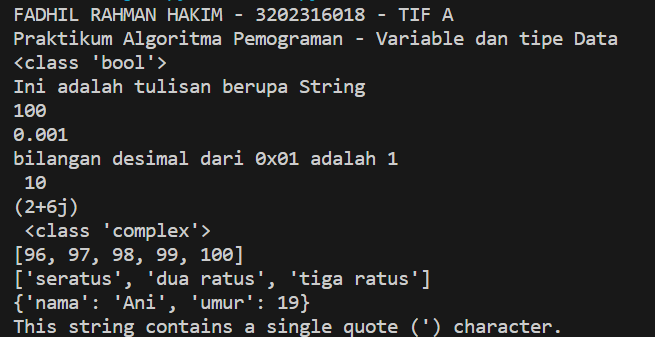 FADHIL RAHMAN HAKIM - 3202316018 - TIF A
Praktikum Algoritma Pemograman - Variable dan tipe Data
<class 'bool'>
Ini adalah tulisan berupa String
100
0.001
bilangan desimal dari 0x01 adalah 1
 10
(2+6j)
 <class 'complex'>
[96, 97, 98, 99, 100]
['seratus', 'dua ratus', 'tiga ratus']
{'nama': 'Ani', 'umur': 19}
This string contains a single quote (') character.